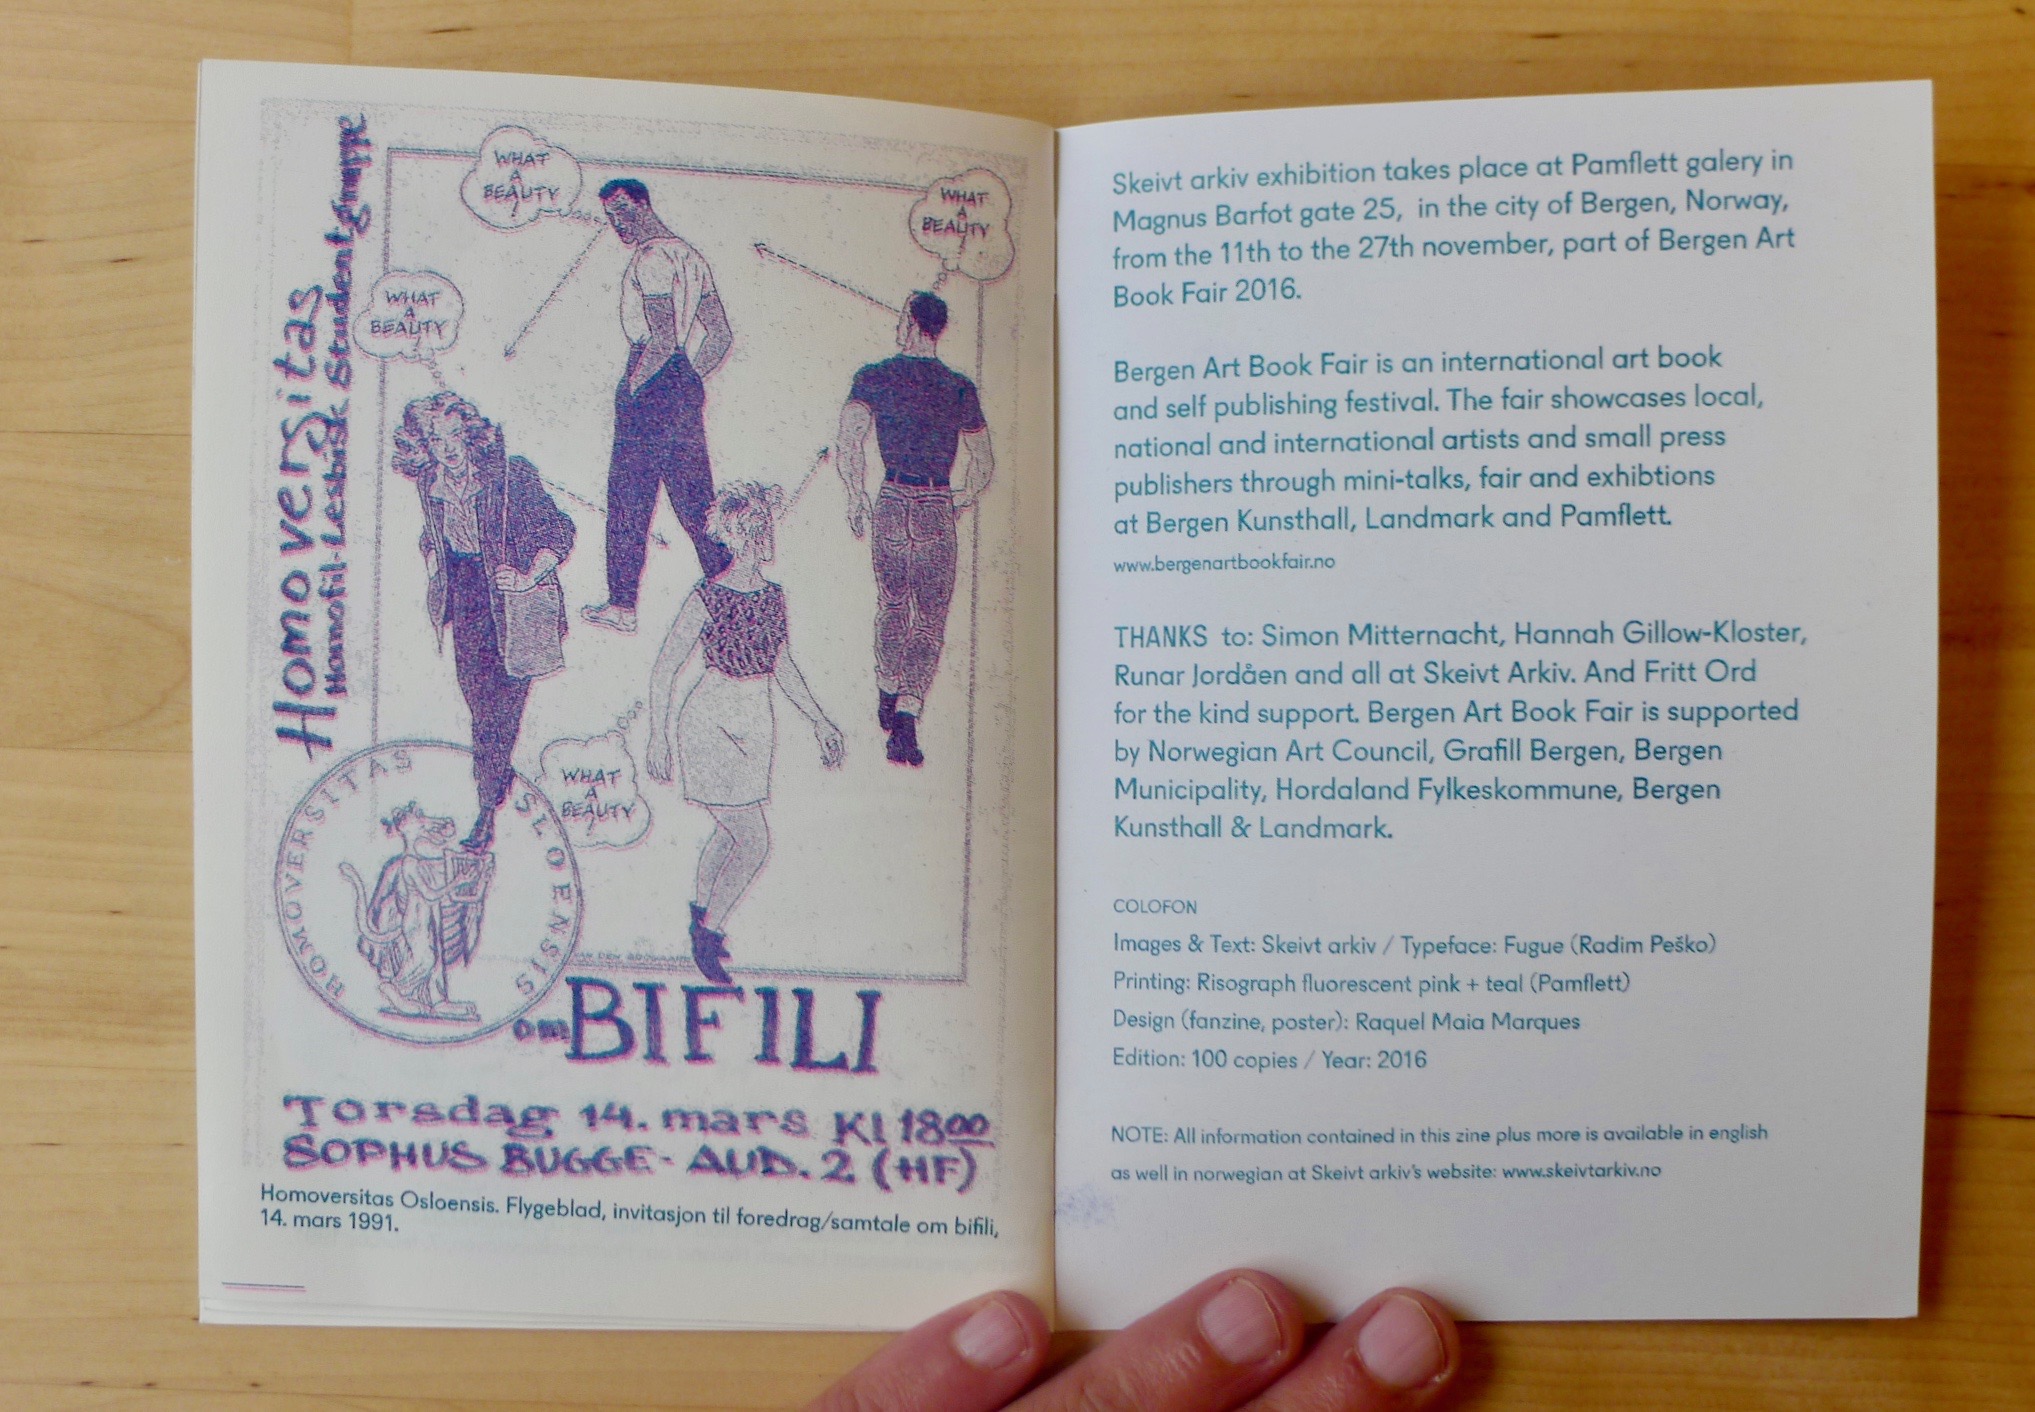 Homoversitas
Homofil-Lesbisk Studentgruppe
WHAT
A
BEAUTY
!
WHAT
A
BEAUTY
!
WHAT
A
BEAUTY
!
WHAT
A
BEAUTY
!
HOMOVERSITAS OSLOENSIS
om BIFILI
Torsdag 14. mars Kl 1800
SOPHUS BUGGE - AUD. 2 (HF)
Homoversitas Osloensis. Flygeblad, invitasjon til foredrag/samtale om bifili,
14. mars 1991.
Skeivt arkiv exhibition takes place at Pamflett galery in
Magnus Barfot gate 25, in the city of Bergen, Norway,
from the 11th to the 27th november, part of Bergen Art
Book Fair 2016.
Bergen Art Book Fair is an international art book
and self publishing festival. The fair showcases local,
national and international artists and small press
publishers through mini-talks, fair and exhibtions
at Bergen Kunsthall, Landmark and Pamflett.
www.bergenartbookfair.no
THANKS to: Simon Mitternacht, Hannah Gillow-Kloster,
Runar Jordåen and all at Skeivt Arkiv. And Fritt Ord
for the kind support. Bergen Art Book Fair is supported
by Norwegian Art Council, Grafill Bergen, Bergen
Municipality, Hordaland Fylkeskommune, Bergen
Kunsthall & Landmark.
COLOFON
Images & Text: Skeivt arkiv / Typeface: Fugue (Radim Peško)
Printing: Risograph fluorescent pink + teal (Pamflett)
Design (fanzine, poster): Raquel Maia Marques
Edition: 100 copies / Year: 2016
NOTE: All information contained in this zine plus more is available in english
as well in norwegian at Skeivt arkiv's website: www.skeivtarkiv.no